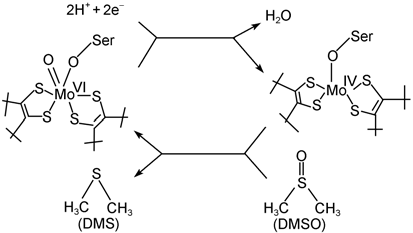 2H⁺ + 2e⁻
H₂O
Ser
O
O
Mo
VI
S
S
S
S
Ser
O
Mo
IV
S
S
S
S
S
H₃C
CH₃
(DMS)
O
S
H₃C
CH₃
(DMSO)